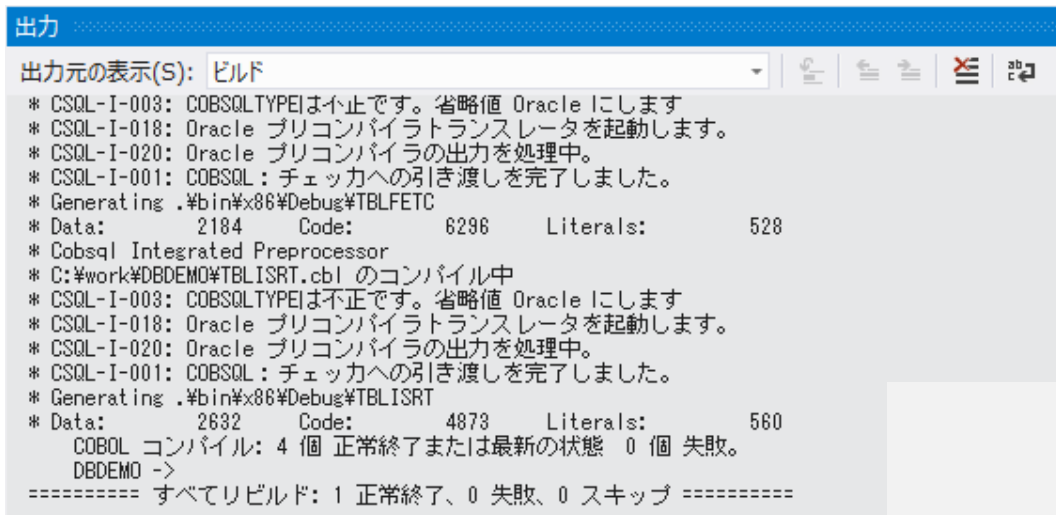 出力
出力元の表示(S): ビルド
* CSQL-I-003: COBSQLTYPEは不正です。省略値 Oracle にします
* CSQL-I-018: Oracle プリコンパイラトランスレータを起動します。
* CSQL-I-020: Oracle プリコンパイラの出力を処理中。
* CSQL-I-001: COBSQL：チェッカへの引き渡しを完了しました。
* Generating .¥bin¥x86¥Debug¥TBLFETC
* Data: 2184 Code: 6296 Literals: 528
* Cobsql Integrated Preprocessor
* C:¥work¥DBDEMO¥TBLISRT.cbl のコンパイル中
* CSQL-I-003: COBSQLTYPEは不正です。省略値 Oracle にします
* CSQL-I-018: Oracle プリコンパイラトランスレータを起動します。
* CSQL-I-020: Oracle プリコンパイラの出力を処理中。
* CSQL-I-001: COBSQL：チェッカへの引き渡しを完了しました。
* Generating .¥bin¥x86¥Debug¥TBLISRT
* Data: 2632 Code: 4873 Literals: 560
COBOL コンパイル: 4 個 正常終了または最新の状態 0 個 失敗。
DBDEMO ->
========== すべてリビルド: 1 正常終了、0 失敗、0 スキップ ==========